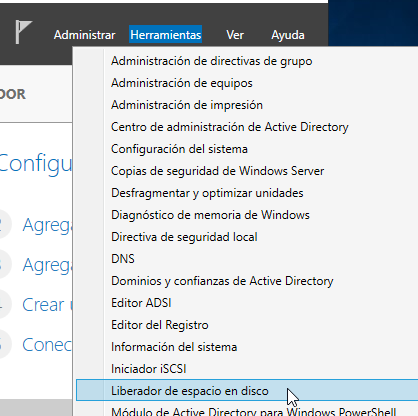 Administrar Herramientas Ver Ayuda
Administración de directivas de grupo
DOR
Administración de equipos
Administración de impresión
Centro de administración de Active Directory
Configuración del sistema
Configu
Copias de seguridad de Windows Server
Desfragmentar y optimizar unidades
Diagnóstico de memoria de Windows
2 Agrega
Directiva de seguridad local
DNS
Agrega
Dominios y confianzas de Active Directory
Editor ADSI
Crear u
Editor del Registro
Información del sistema
Conec
Iniciador iSCSI
Liberador de espacio en disco
Módulo de Active Directory para Windows PowerShell